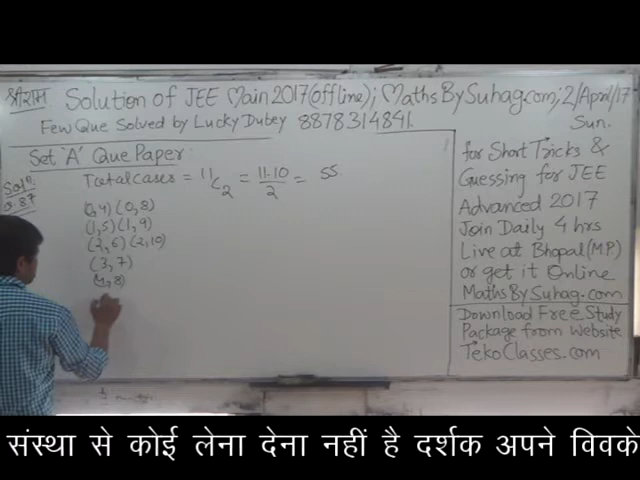 श्रीराम Solution of JEE Main 2017(offline); MathsBySuhag.com; 2/April/17
Few Que Solved by Lucky Dubey 8878314841. Sun.
Set 'A' Que Paper
Solⁿ.
Q.87
Total cases = ¹¹C₂ = 11.10/2 = 55
(0,4) (0,8)
(1,5) (1,9)
(2,6) (2,10)
(3,7)
(4,8)
for Short Tricks &
Guessing for JEE
Advanced 2017
Join Daily 4 hrs
Live at Bhopal (M.P.)
or get it Online
MathsBySuhag.com
Download Free Study
Package from Website
TekoClasses.com
संस्था से कोई लेना देना नहीं है दर्शक अपने विवके